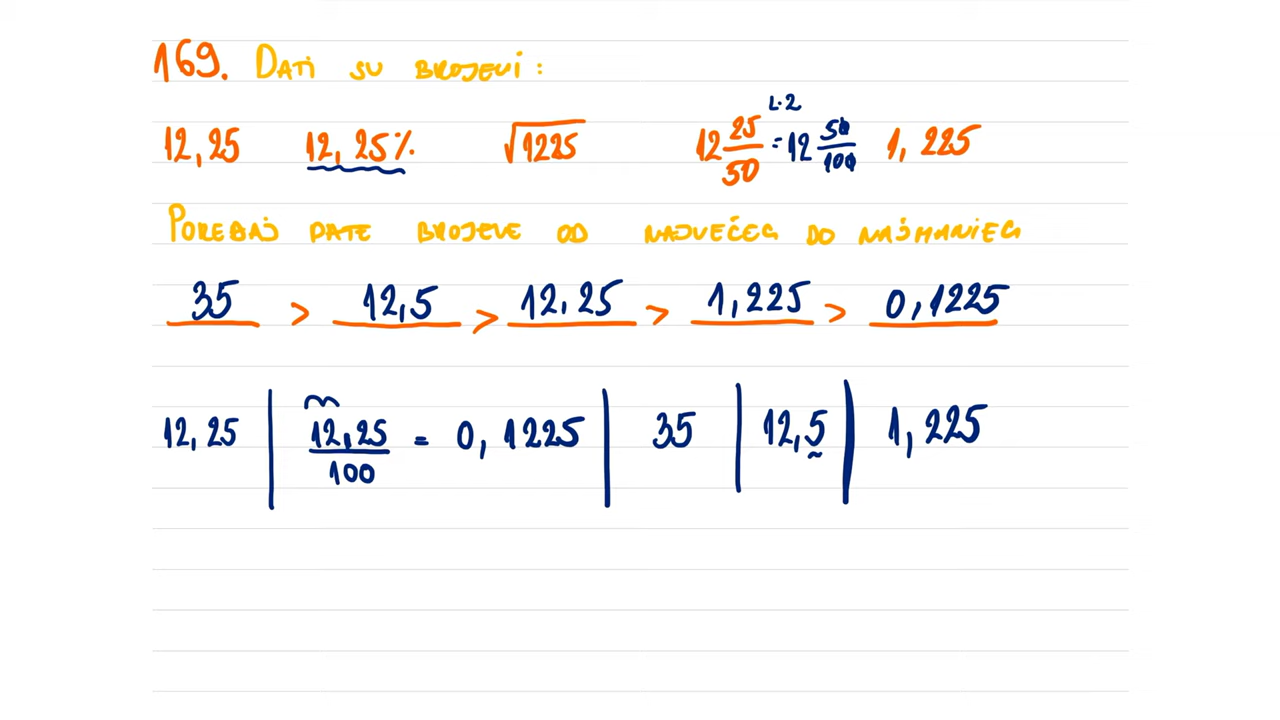 169. DATI SU BROJEVI :
12,25 12,25% √1225 12 25/50 L·2 = 12 50/100 1,225
POREĐAJ DATE BROJEVE OD NAJVEĆEG DO NAJMANJEG
35 > 12,5 > 12,25 > 1,225 > 0,1225
12,25 | 12,25/100 = 0,1225 | 35 | 12,5 | 1,225